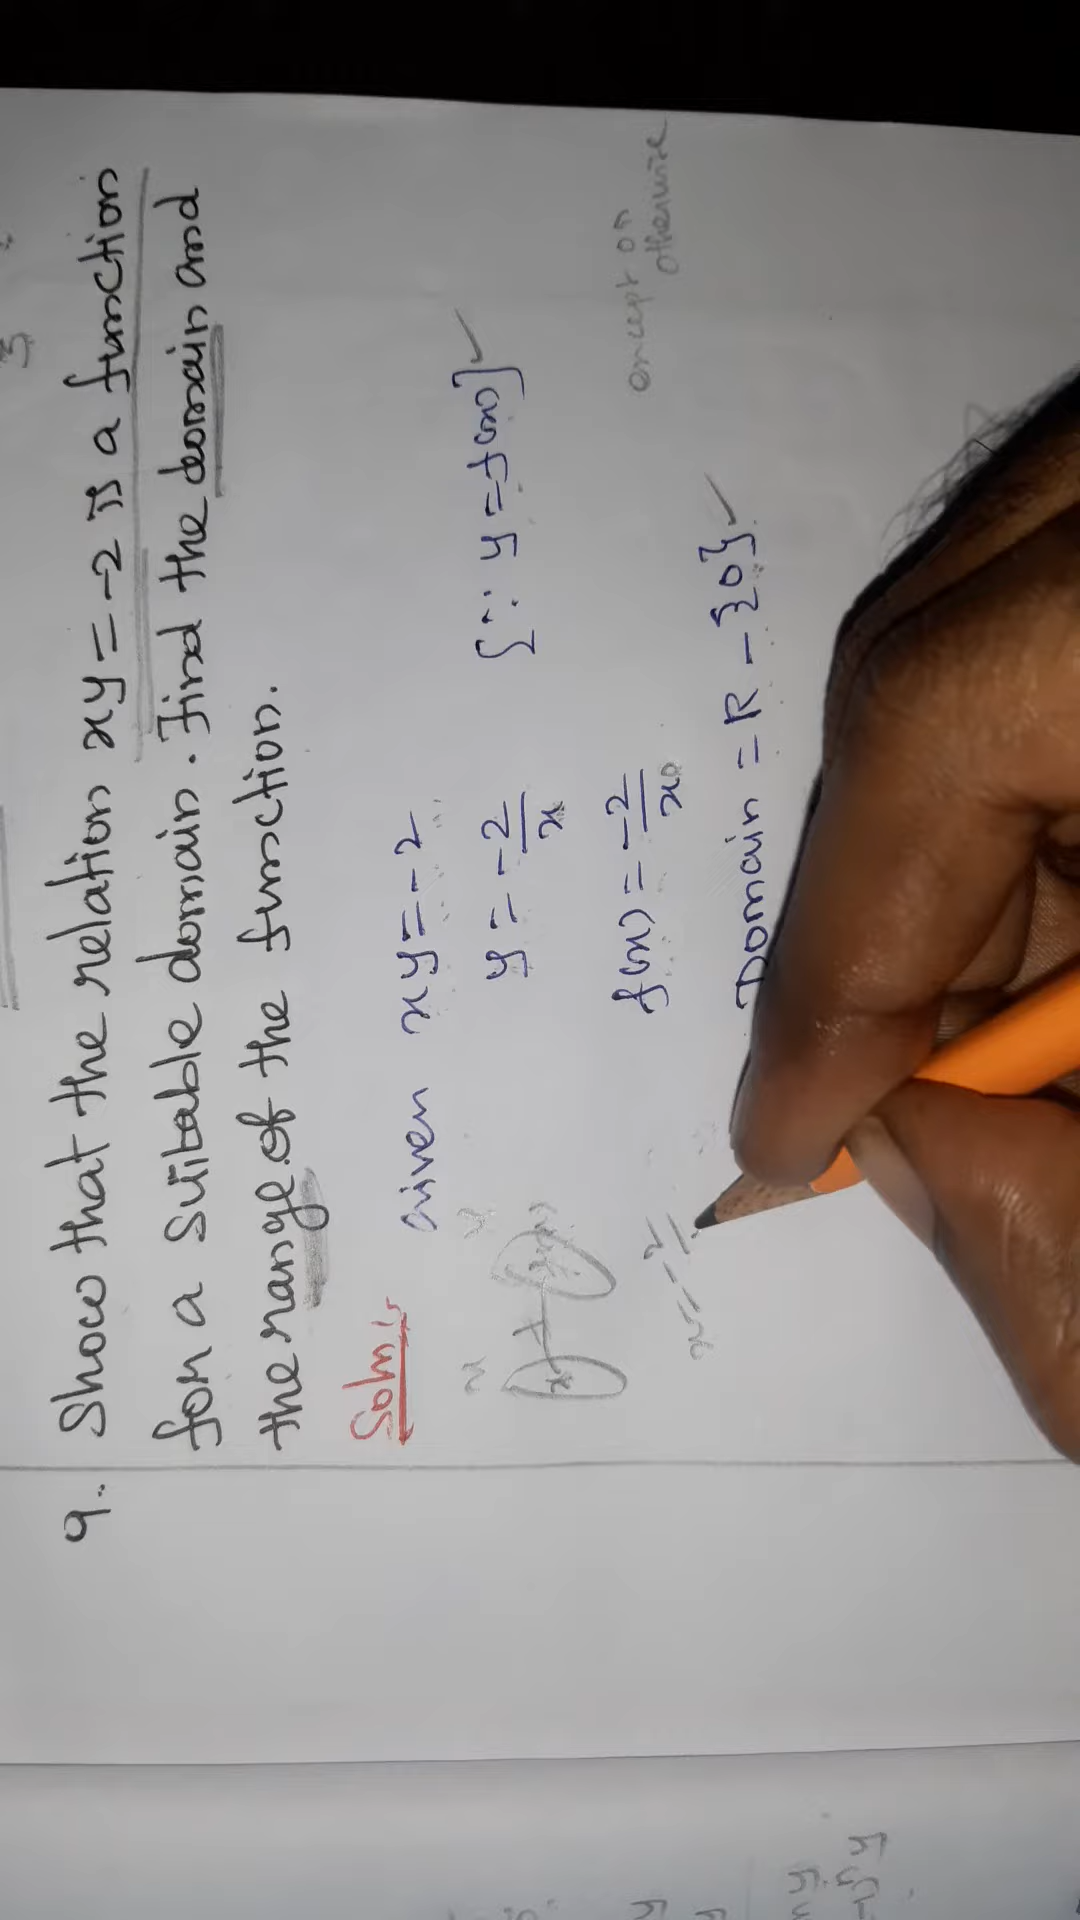 9. Show that the relation xy = -2 is a function
for a suitable domain. Find the domain and
the range of the function.
Soln:
Given xy = -2
y = -2/x [∵ y = f(x)]
f(x) = -2/x
except or
otherwise
Domain = R - {0}